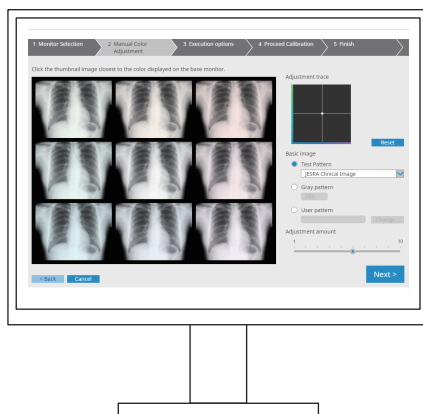 1 Monitor Selection
2 Manual Color
Adjustment
3 Execution options
4 Proceed Calibration
5 Finish
Click the thumbnail image closest to the color displayed on the base monitor.
Adjustment trace
Reset
Basic image
Test Pattern
JESRA Clinical Image
Gray pattern
User pattern
Change...
Adjustment amount
1
10
< Back
Cancel
Next >